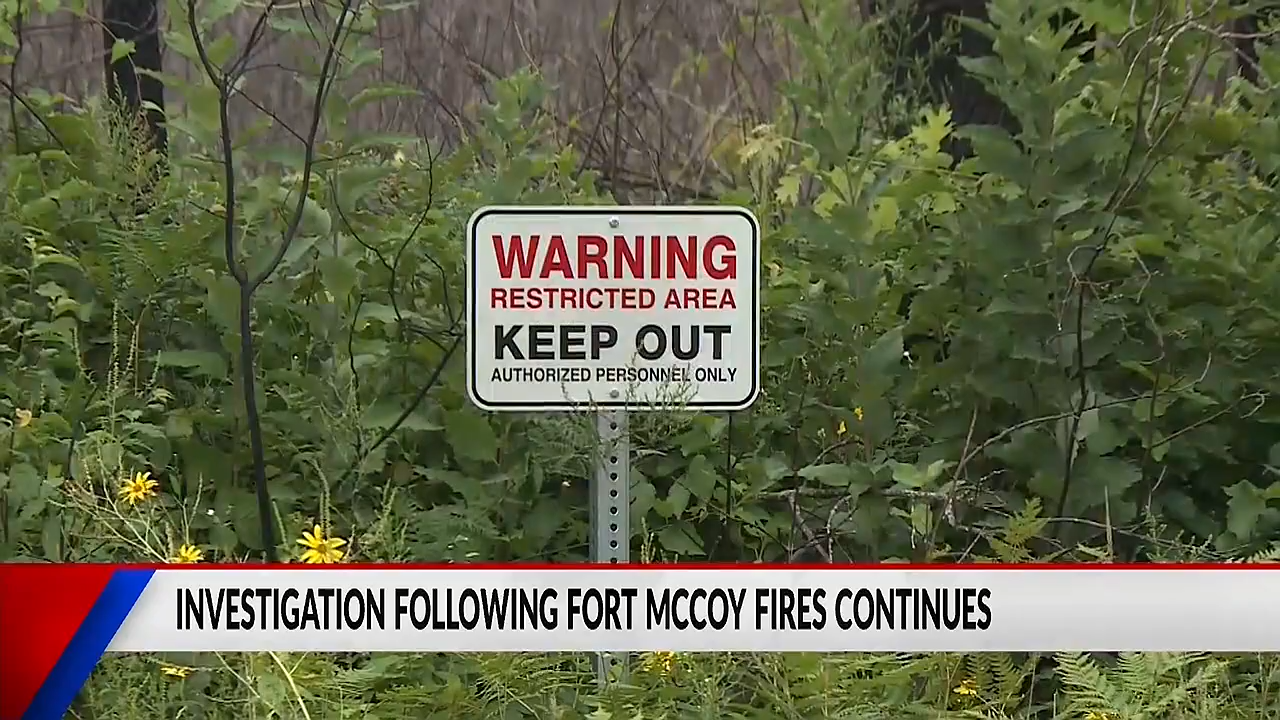 WARNING
RESTRICTED AREA
KEEP OUT
AUTHORIZED PERSONNEL ONLY
INVESTIGATION FOLLOWING FORT MCCOY FIRES CONTINUES